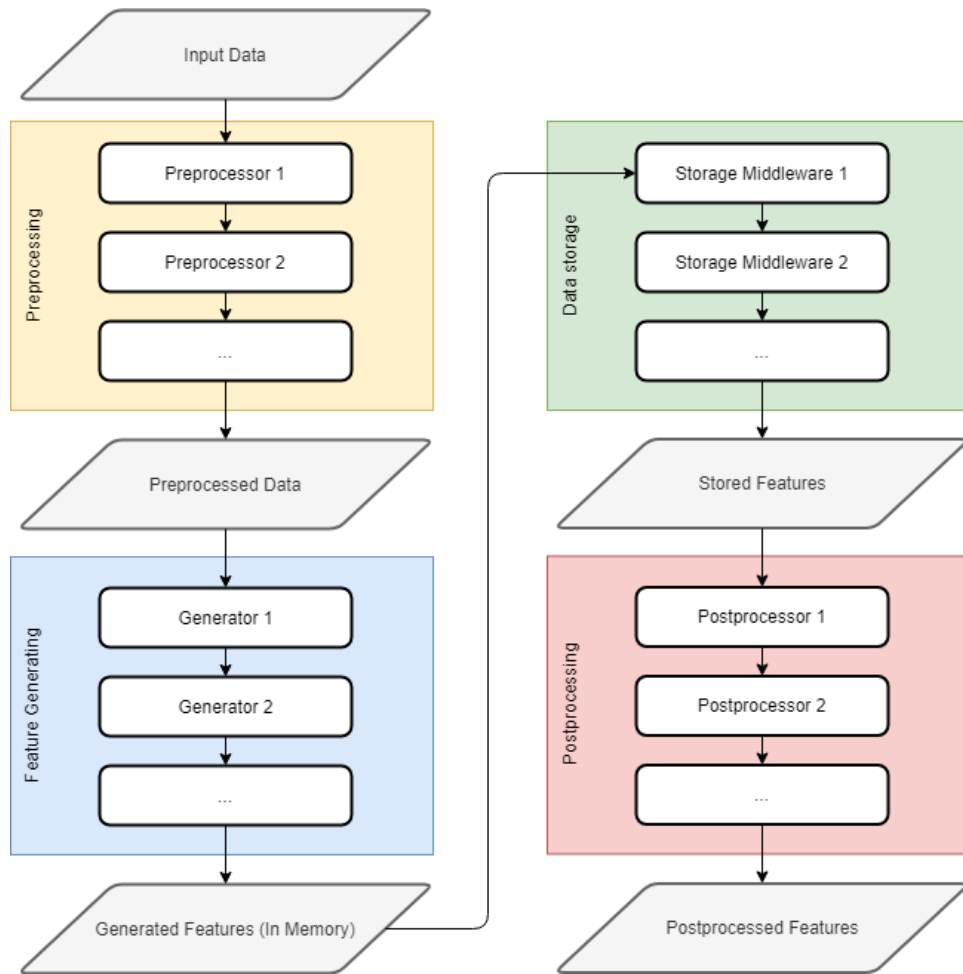 Input Data
Preprocessing
Preprocessor 1
Preprocessor 2
...
Preprocessed Data
Feature Generating
Generator 1
Generator 2
...
Generated Features (In Memory)
Data storage
Storage Middleware 1
Storage Middleware 2
...
Stored Features
Postprocessing
Postprocessor 1
Postprocessor 2
...
Postprocessed Features